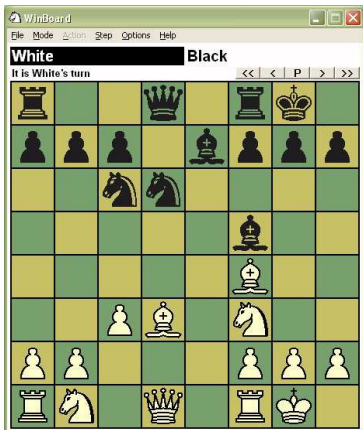 WinBoard
File Mode Action Step Options Help
White Black
It is White's turn << < P > >>